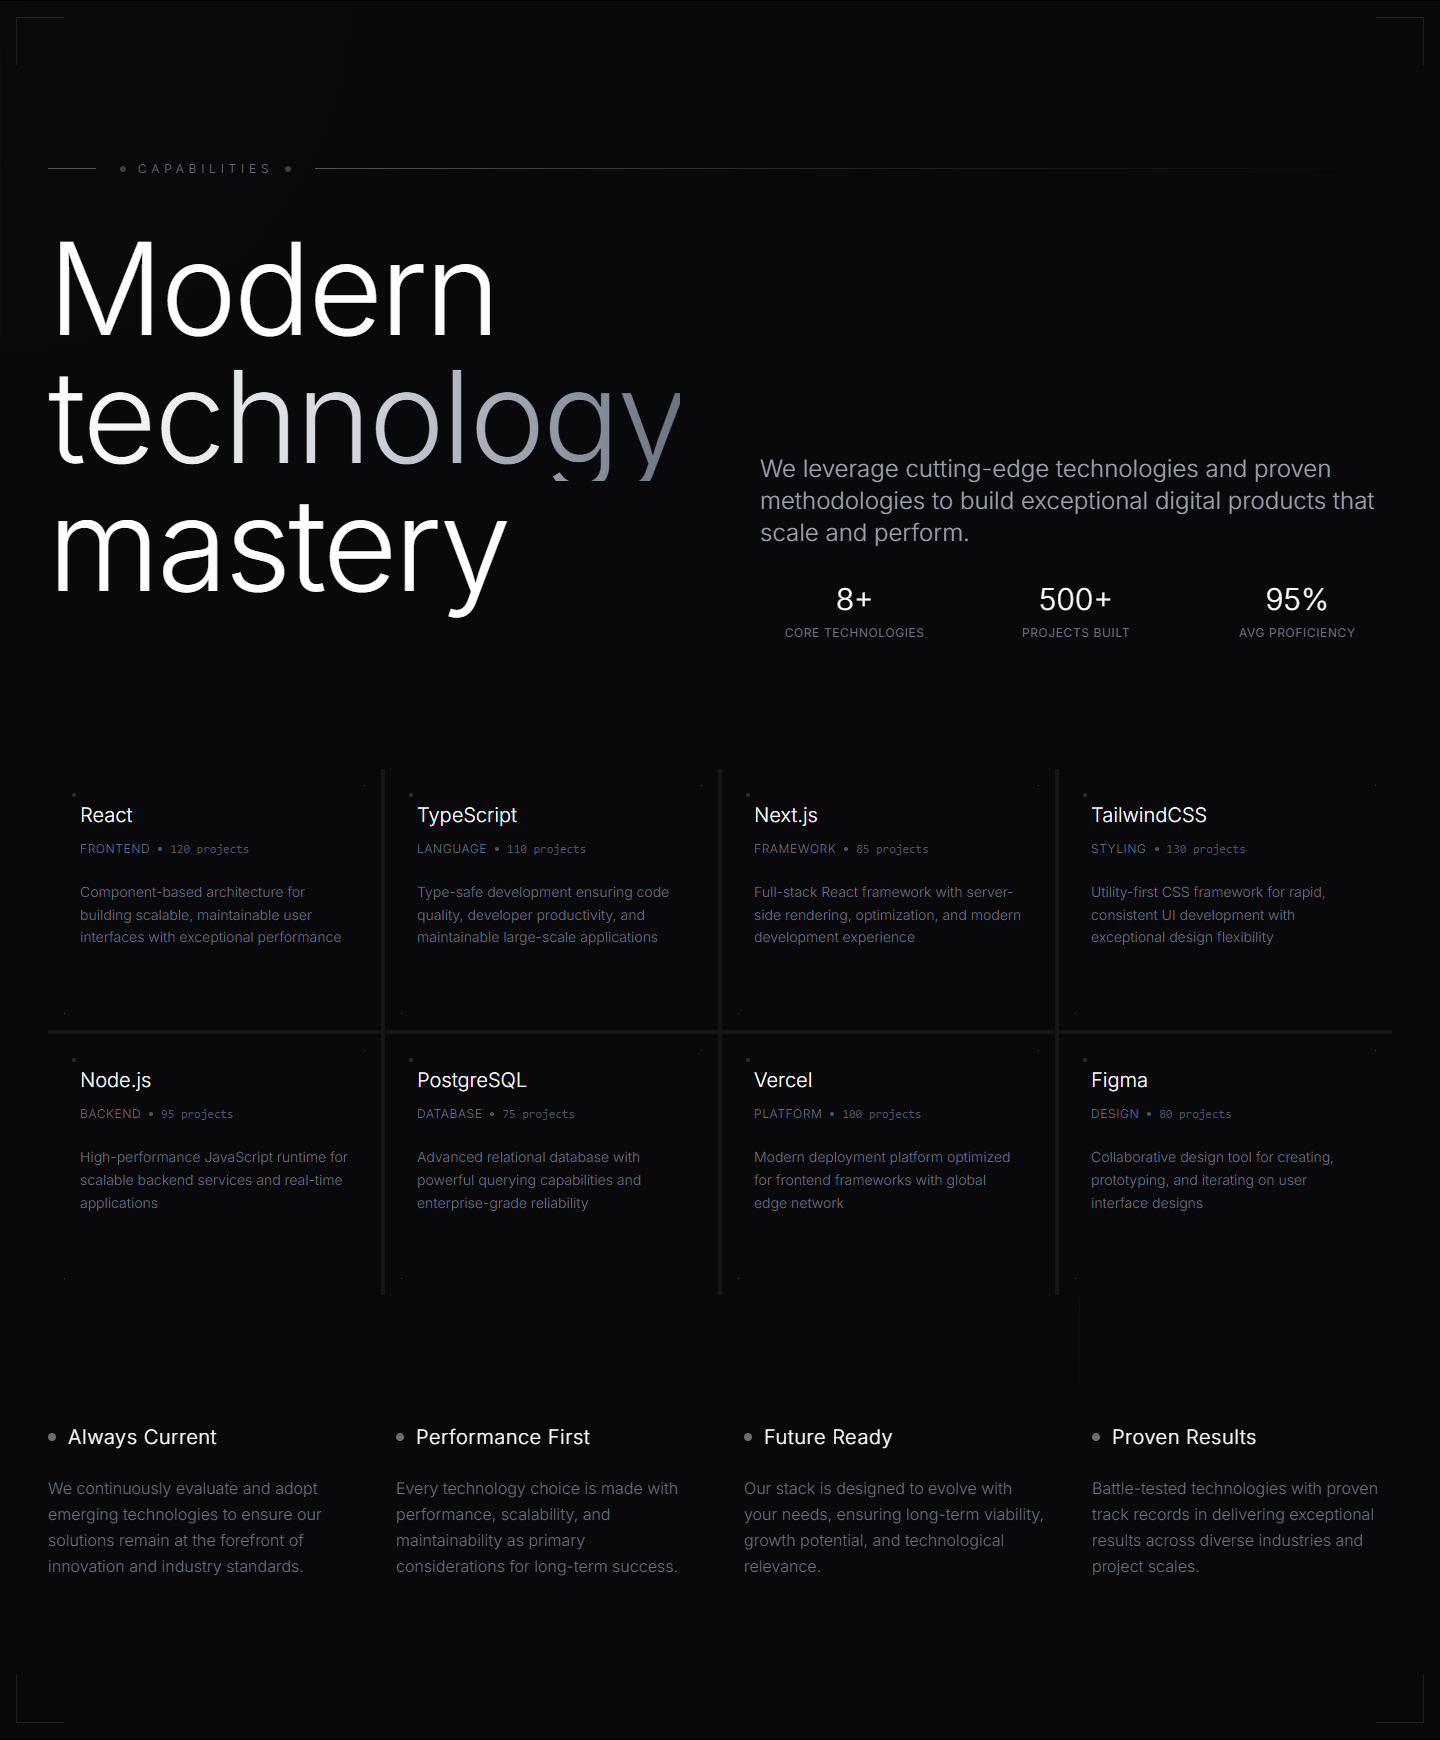 CAPABILITIES
Modern
technology
mastery
We leverage cutting-edge technologies and proven
methodologies to build exceptional digital products that
scale and perform.
8+
CORE TECHNOLOGIES
500+
PROJECTS BUILT
95%
AVG PROFICIENCY
React
FRONTEND • 120 projects
Component-based architecture for
building scalable, maintainable user
interfaces with exceptional performance
TypeScript
LANGUAGE • 110 projects
Type-safe development ensuring code
quality, developer productivity, and
maintainable large-scale applications
Next.js
FRAMEWORK • 85 projects
Full-stack React framework with server-
side rendering, optimization, and modern
development experience
TailwindCSS
STYLING • 130 projects
Utility-first CSS framework for rapid,
consistent UI development with
exceptional design flexibility
Node.js
BACKEND • 95 projects
High-performance JavaScript runtime for
scalable backend services and real-time
applications
PostgreSQL
DATABASE • 75 projects
Advanced relational database with
powerful querying capabilities and
enterprise-grade reliability
Vercel
PLATFORM • 100 projects
Modern deployment platform optimized
for frontend frameworks with global
edge network
Figma
DESIGN • 80 projects
Collaborative design tool for creating,
prototyping, and iterating on user
interface designs
Always Current
We continuously evaluate and adopt
emerging technologies to ensure our
solutions remain at the forefront of
innovation and industry standards.
Performance First
Every technology choice is made with
performance, scalability, and
maintainability as primary
considerations for long-term success.
Future Ready
Our stack is designed to evolve with
your needs, ensuring long-term viability,
growth potential, and technological
relevance.
Proven Results
Battle-tested technologies with proven
track records in delivering exceptional
results across diverse industries and
project scales.